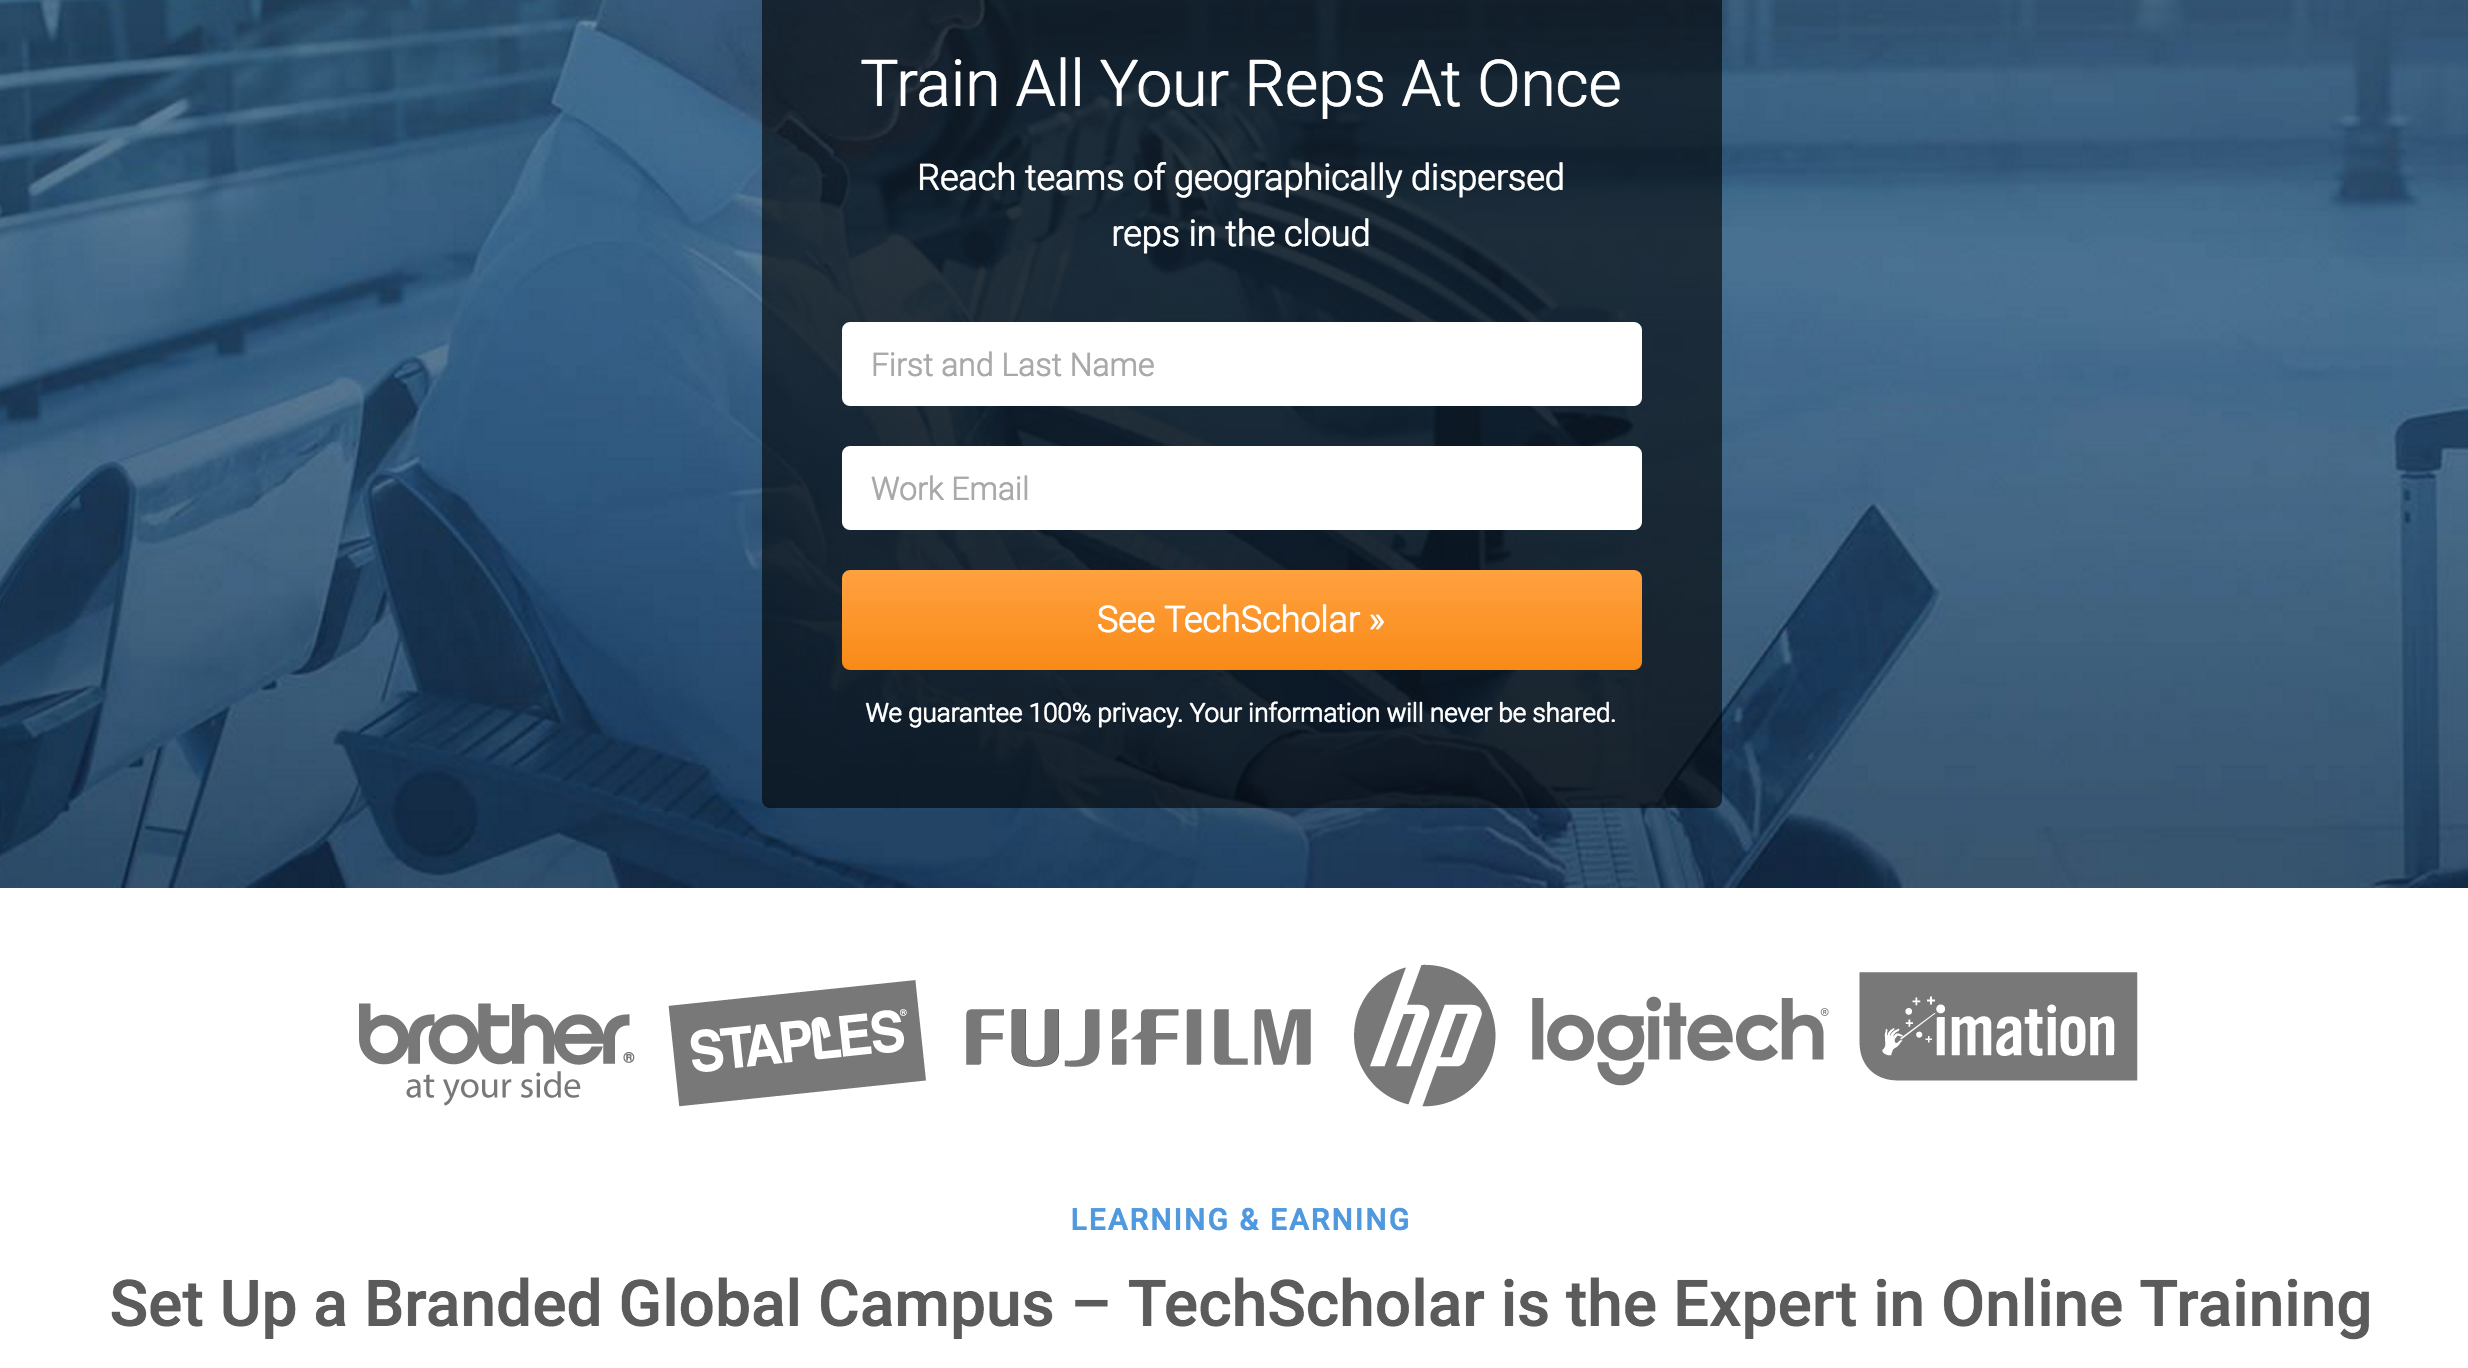 Train All Your Reps At Once
Reach teams of geographically dispersed
reps in the cloud
First and Last Name
Work Email
See TechScholar »
We guarantee 100% privacy. Your information will never be shared.
brother®
at your side
STAPLES®
FUJIFILM
hp
logitech®
imation
LEARNING & EARNING
Set Up a Branded Global Campus – TechScholar is the Expert in Online Training